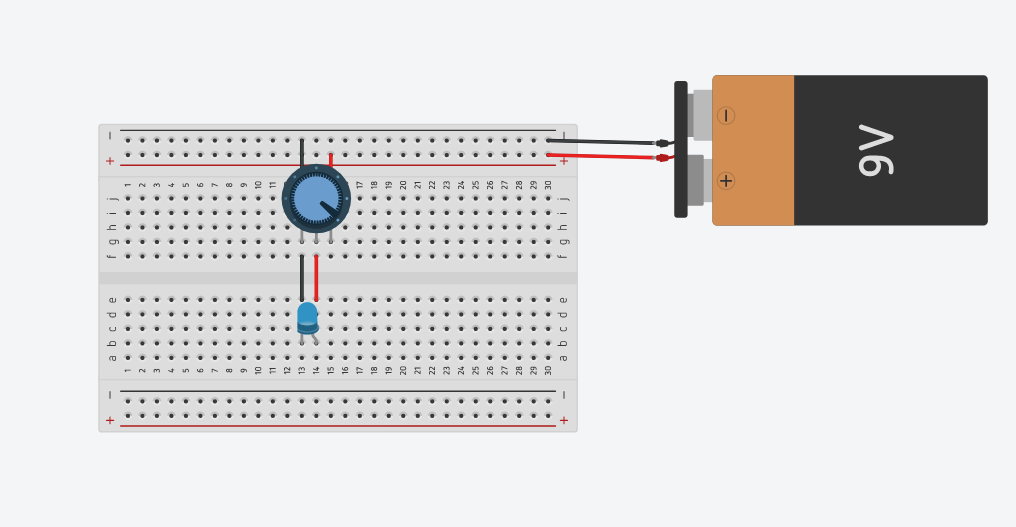 − −
+ +
1 2 3 4 5 6 7 8 9 10 11 16 17 18 19 20 21 22 23 24 25 26 27 28 29 30
j j
i i
h h
g g
f f
e e
d d
c c
b b
a a
1 2 3 4 5 6 7 8 9 10 11 12 13 14 15 16 17 18 19 20 21 22 23 24 25 26 27 28 29 30
− −
+ +
−
+
9V